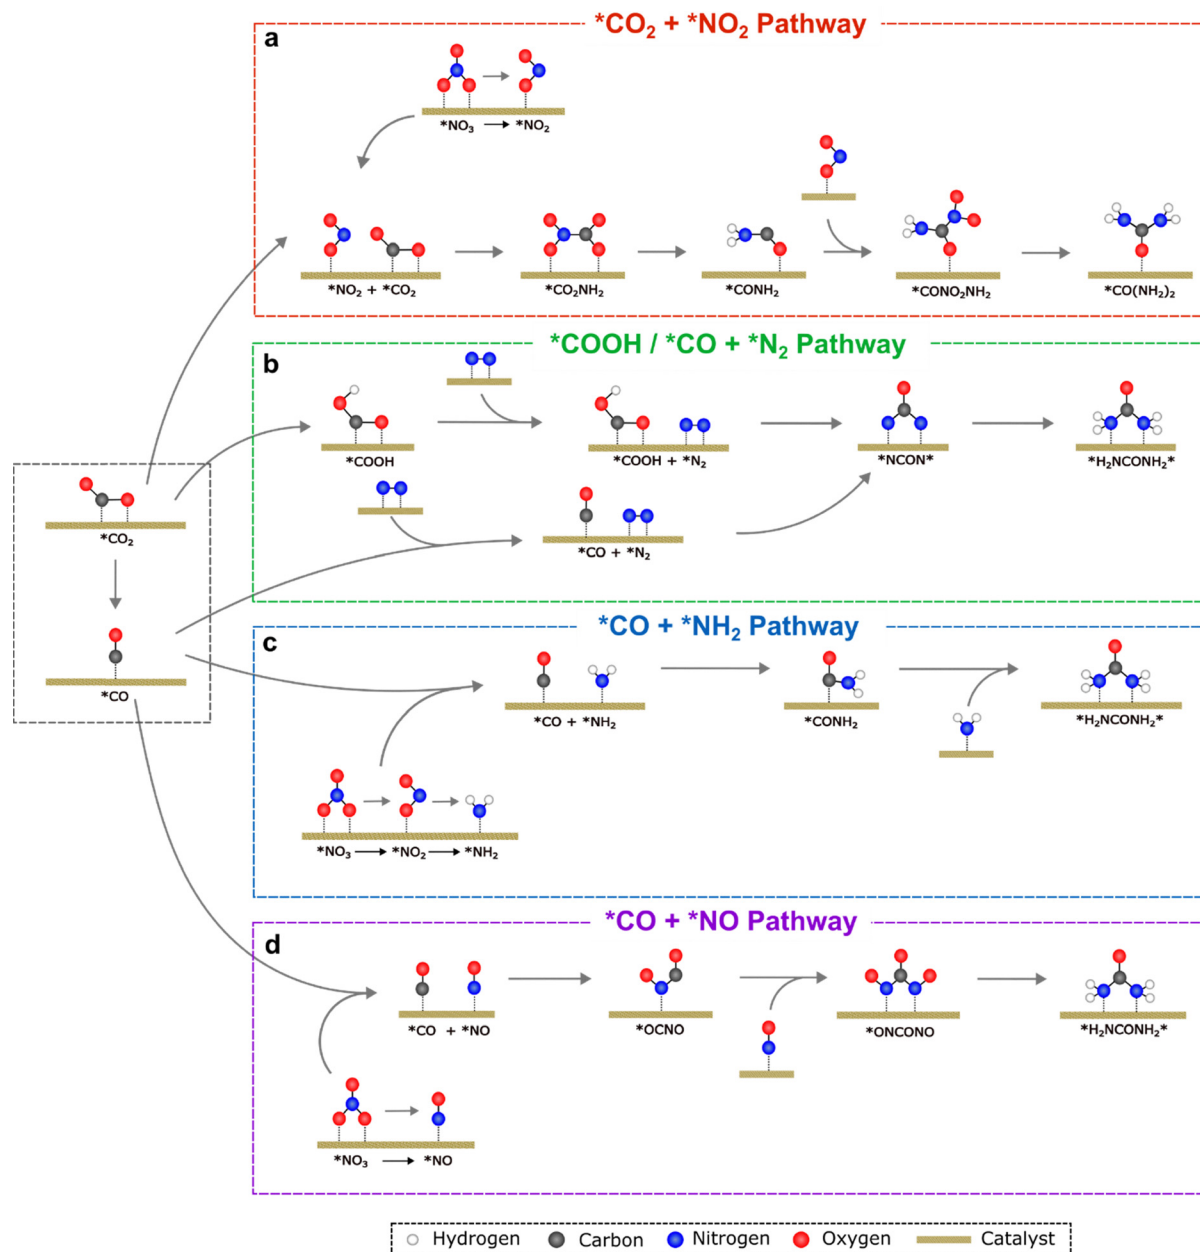 *CO₂ + *NO₂ Pathway
a
*NO₃ → *NO₂
*NO₂ + *CO₂
*CO₂NH₂
*CONH₂
*CONO₂NH₂
*CO(NH₂)₂
*COOH / *CO + *N₂ Pathway
b
*COOH
*COOH + *N₂
*NCON*
*H₂NCONH₂*
*CO + *N₂
*CO₂
*CO
*CO + *NH₂ Pathway
c
*CO + *NH₂
*CONH₂
*H₂NCONH₂*
*NO₃ → *NO₂ → *NH₂
*CO + *NO Pathway
d
*CO + *NO
*OCNO
*ONCONO
*H₂NCONH₂*
*NO₃ → *NO
Hydrogen Carbon Nitrogen Oxygen Catalyst